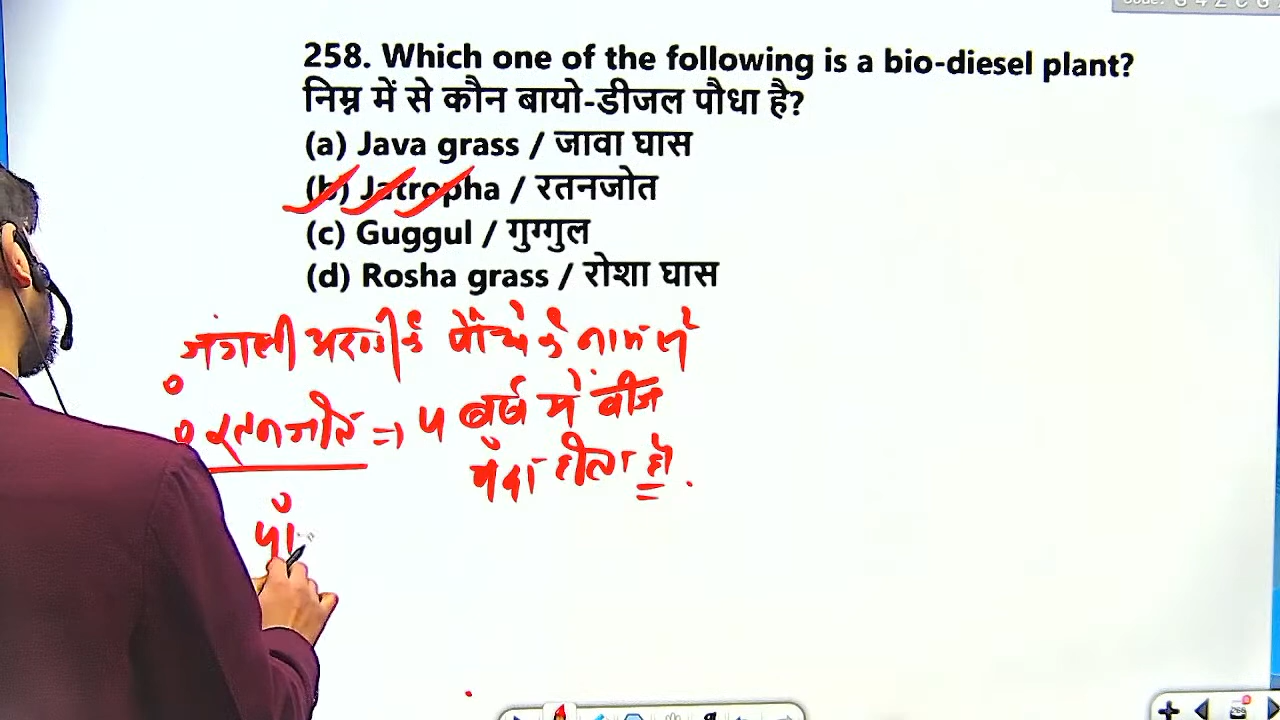 258. Which one of the following is a bio-diesel plant?
निम्न में से कौन बायो-डीजल पौधा है?
(a) Java grass / जावा घास
(b) Jatropha / रतनजोत
(c) Guggul / गुग्गुल
(d) Rosha grass / रोशा घास
जंगली अरण्डी के पौधे के नाम से
रतनजोत => 4 वर्ष में बीज
पैदा होता है.